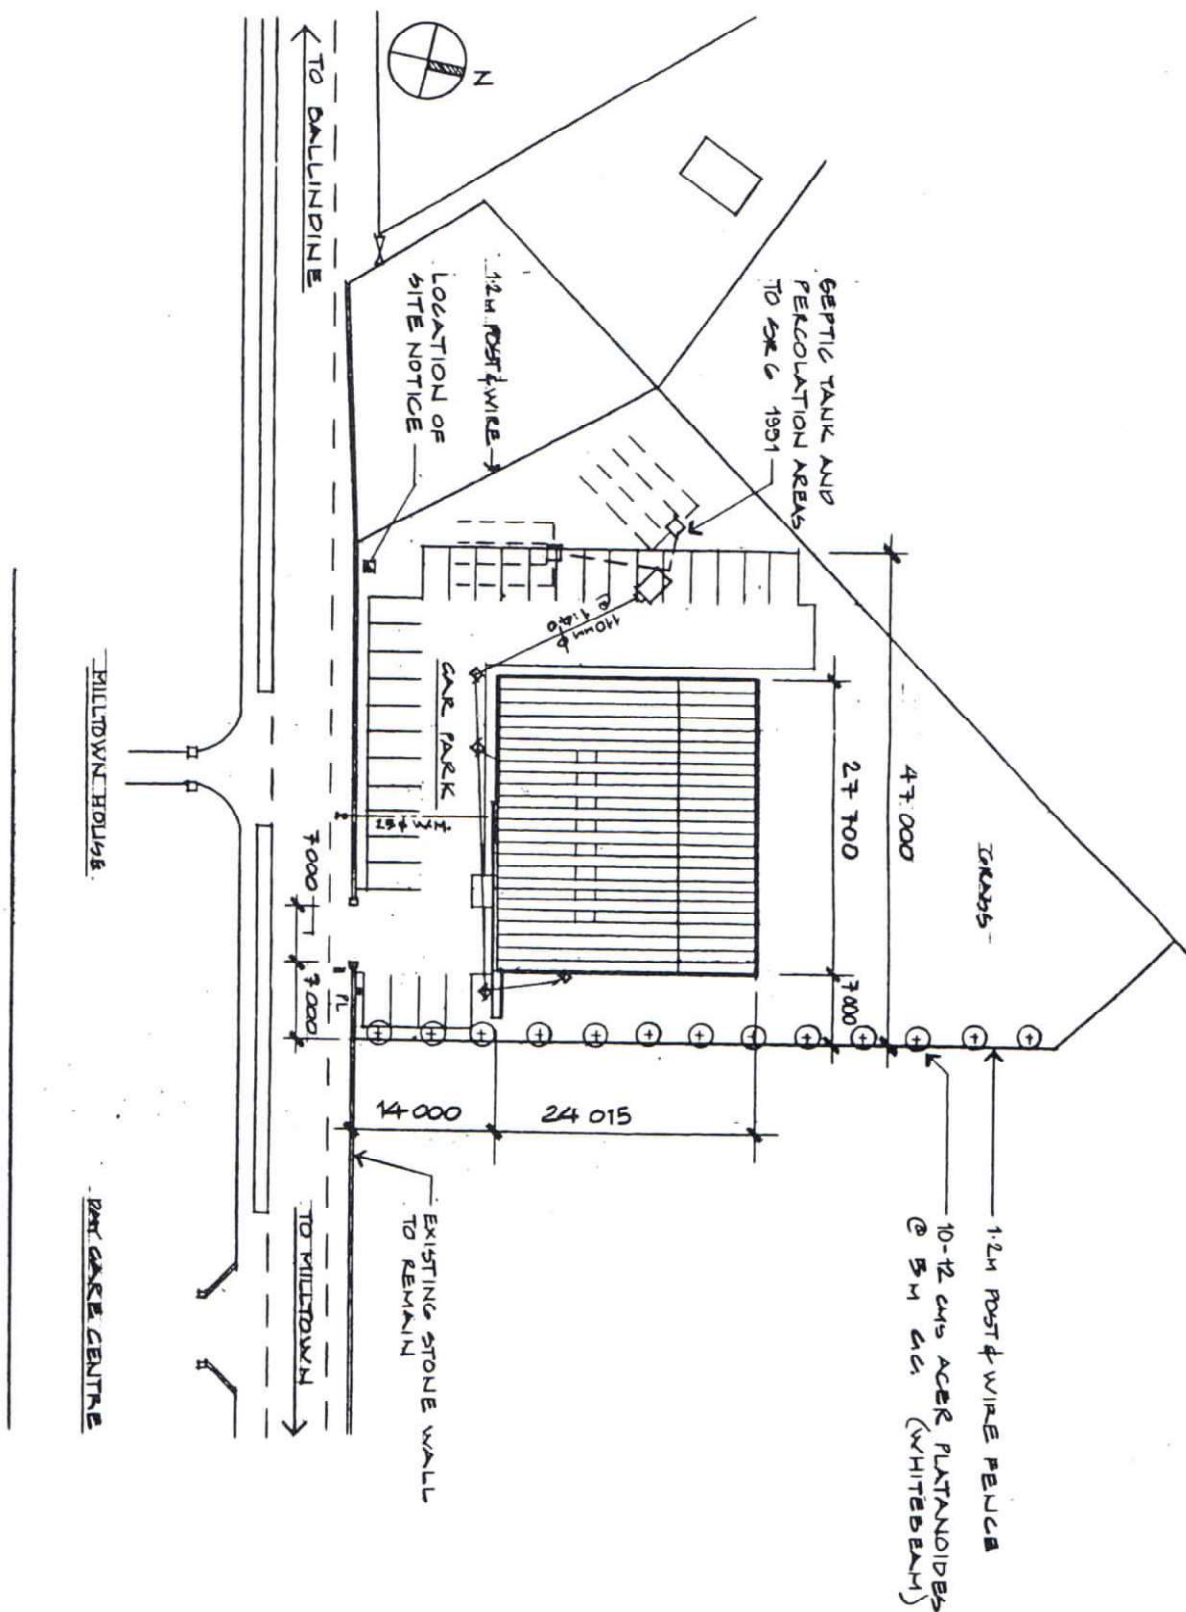 N
TO BALLINDINE
SEPTIC TANK AND
PERCOLATION AREAS
TO SR 6 1991
1·2M POST & WIRE
LOCATION OF
SITE NOTICE
110mm Ø
@ 1:40
CAR PARK
25 ϕ W.M.
47 000
27 700
7000
GRASS
MILLTOWN HOUSE
7000
7000
PL
14 000
24 015
EXISTING STONE WALL
TO REMAIN
TO MILLTOWN
DAY CARE CENTRE
1·2M POST & WIRE FENCE
10-12 CMS ACER PLATANOIDES
@ 5M C.C. (WHITEBEAM)